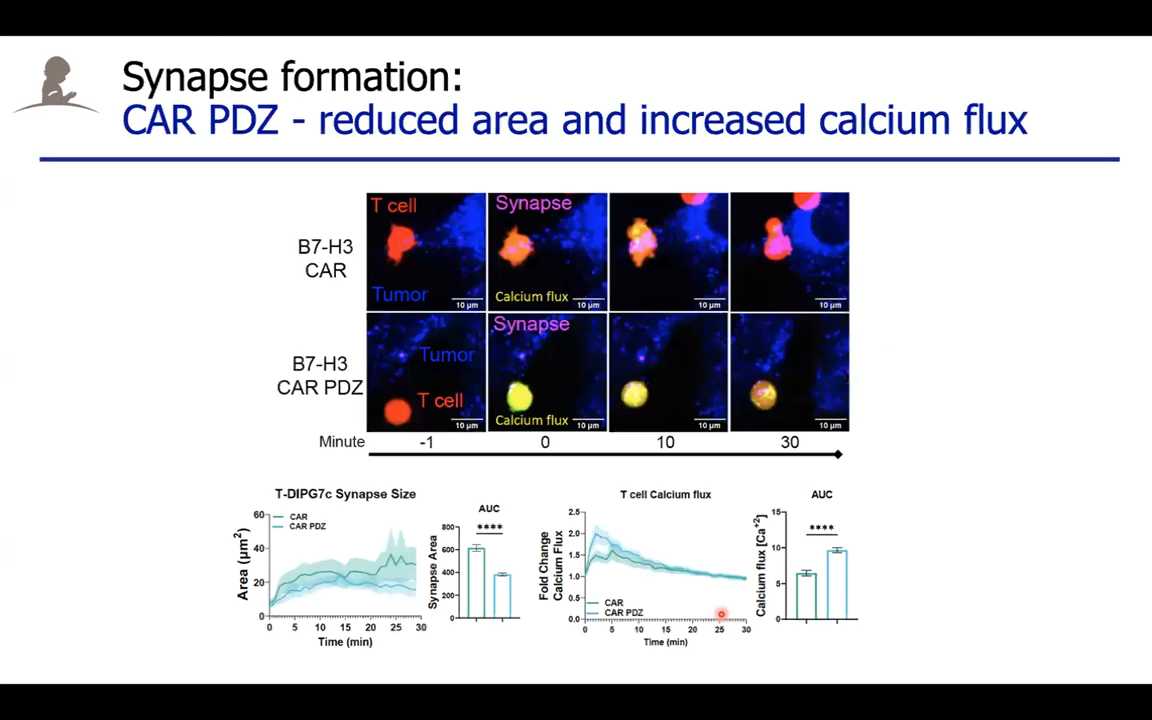 Synapse formation:
CAR PDZ - reduced area and increased calcium flux
B7-H3
CAR
T cell
Tumor
10 µm
Synapse
Calcium flux
10 µm
10 µm
10 µm
B7-H3
CAR PDZ
Tumor
T cell
10 µm
Synapse
Calcium flux
10 µm
10 µm
10 µm
Minute -1 0 10 30
T-DIPG7c Synapse Size
CAR
CAR PDZ
Area (µm²)
60
40
20
0
0 5 10 15 20 25 30
Time (min)
AUC
****
Synapse Area
800
600
400
200
0
T cell Calcium flux
Fold Change
Calcium Flux
2.5
2.0
1.5
1.0
0.5
0.0
CAR
CAR PDZ
0 5 10 15 20 25 30
Time (min)
AUC
****
Calcium flux [Ca⁺²]
15
10
5
0